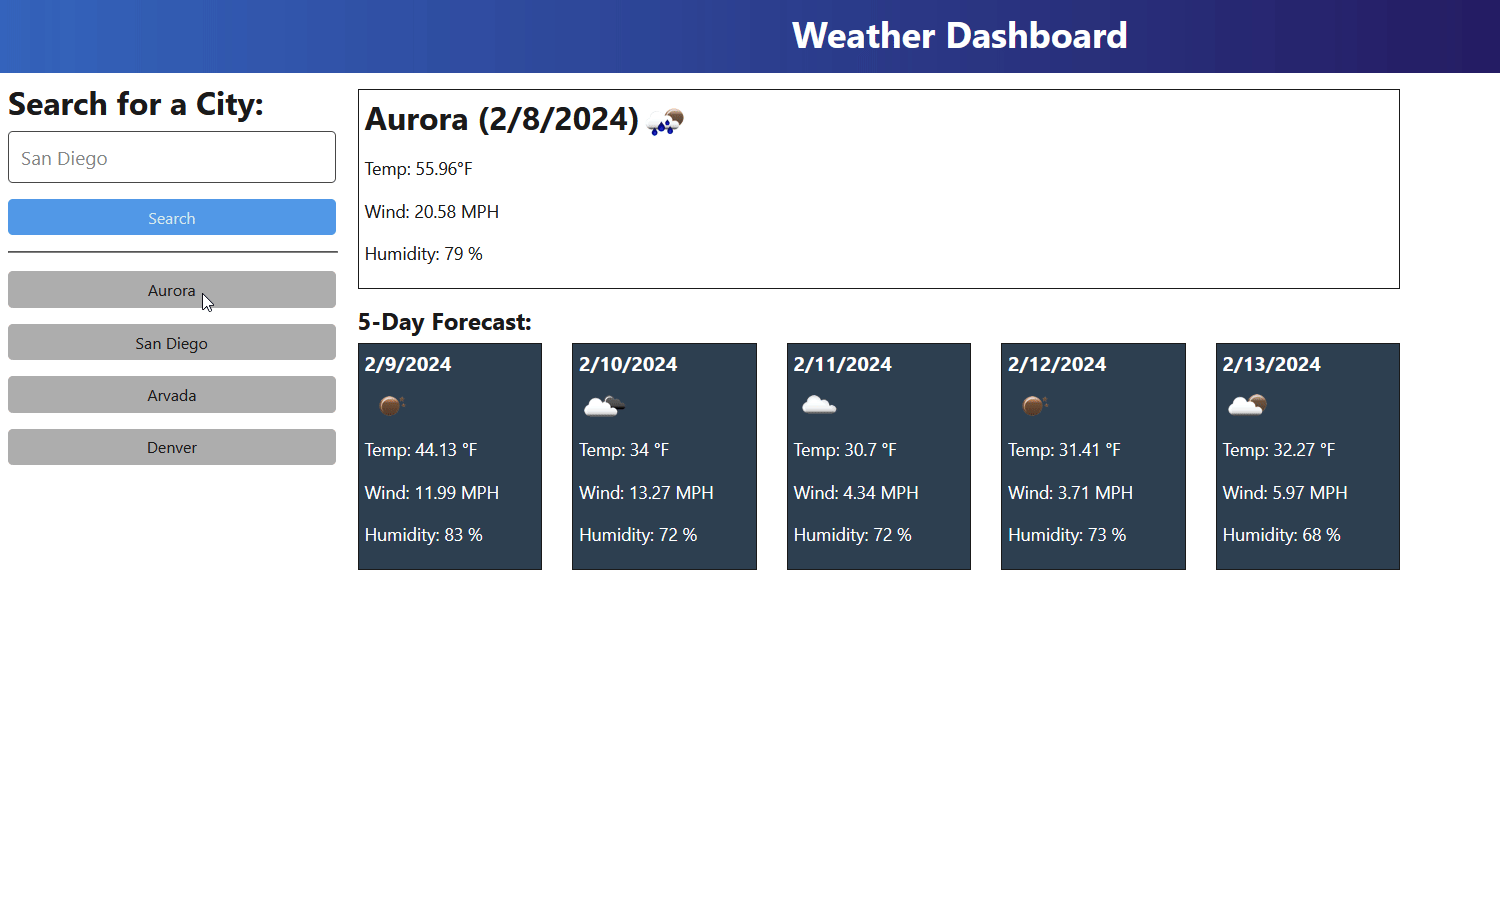 Weather Dashboard
Search for a City:
San Diego
Search
Aurora
San Diego
Arvada
Denver
Aurora (2/8/2024)
Temp: 55.96°F
Wind: 20.58 MPH
Humidity: 79 %
5-Day Forecast:
2/9/2024
Temp: 44.13 °F
Wind: 11.99 MPH
Humidity: 83 %
2/10/2024
Temp: 34 °F
Wind: 13.27 MPH
Humidity: 72 %
2/11/2024
Temp: 30.7 °F
Wind: 4.34 MPH
Humidity: 72 %
2/12/2024
Temp: 31.41 °F
Wind: 3.71 MPH
Humidity: 73 %
2/13/2024
Temp: 32.27 °F
Wind: 5.97 MPH
Humidity: 68 %